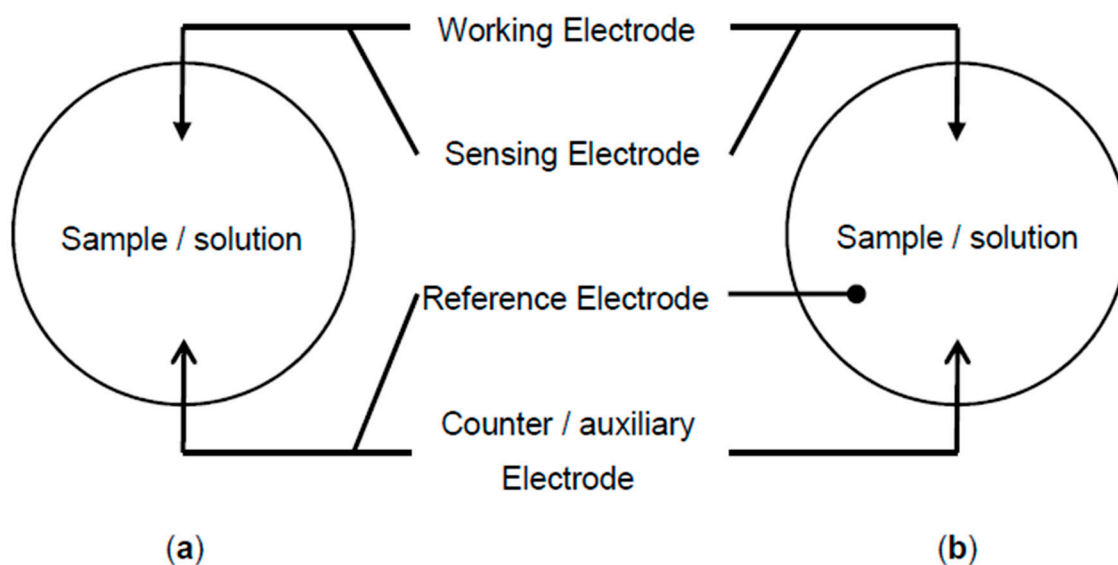 Working Electrode
Sensing Electrode
Sample / solution
Sample / solution
Reference Electrode
Counter / auxiliary
Electrode
(a)
(b)